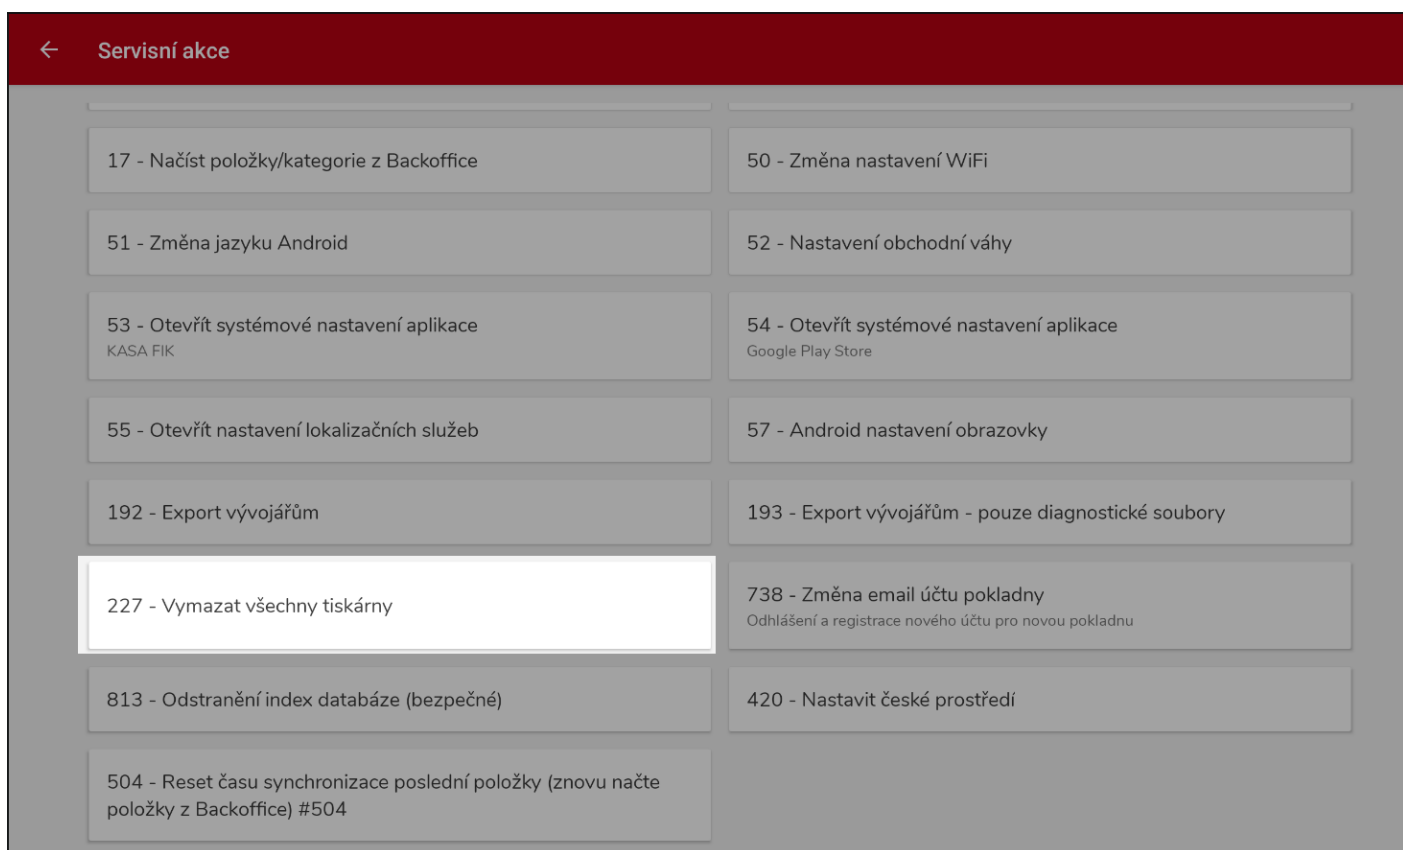 Servisní akce
17 - Načíst položky/kategorie z Backoffice
50 - Změna nastavení WiFi
51 - Změna jazyku Android
52 - Nastavení obchodní váhy
53 - Otevřít systémové nastavení aplikace
KASA FIK
54 - Otevřít systémové nastavení aplikace
Google Play Store
55 - Otevřít nastavení lokalizačních služeb
57 - Android nastavení obrazovky
192 - Export vývojářům
193 - Export vývojářům - pouze diagnostické soubory
227 - Vymazat všechny tiskárny
738 - Změna email účtu pokladny
Odhlášení a registrace nového účtu pro novou pokladnu
813 - Odstranění index databáze (bezpečné)
420 - Nastavit české prostředí
504 - Reset času synchronizace poslední položky (znovu načte
položky z Backoffice) #504